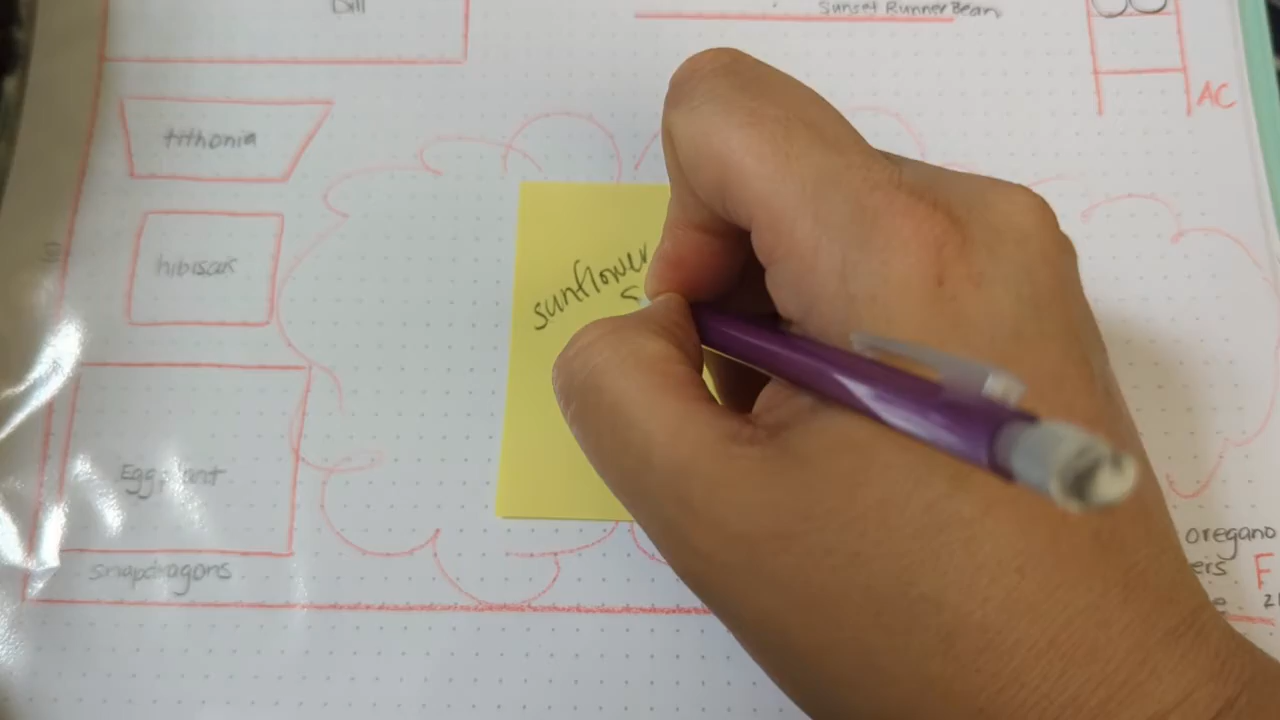 Dill
Sunset Runner Bean
AC
tithonia
hibiscus
sunflower
S
Eggplant
snapdragons
oregano
F